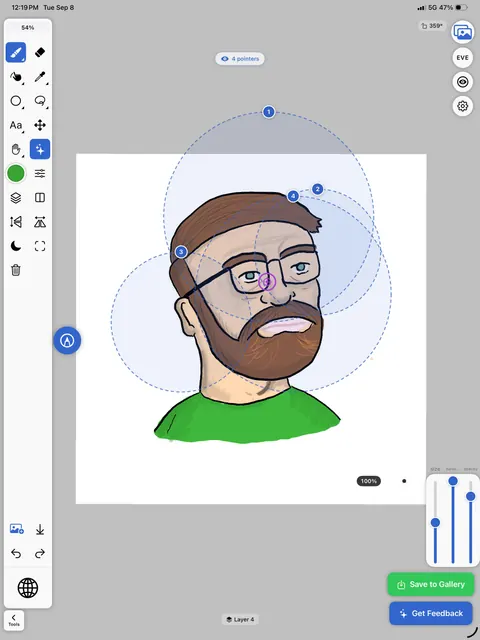 12:19 PM Tue Sep 8
5G 47%
54%
359°
EVE
4 pointers
1
2
4
3
Aa
100%
Save to Gallery
Get Feedback
Tools
Layer 4